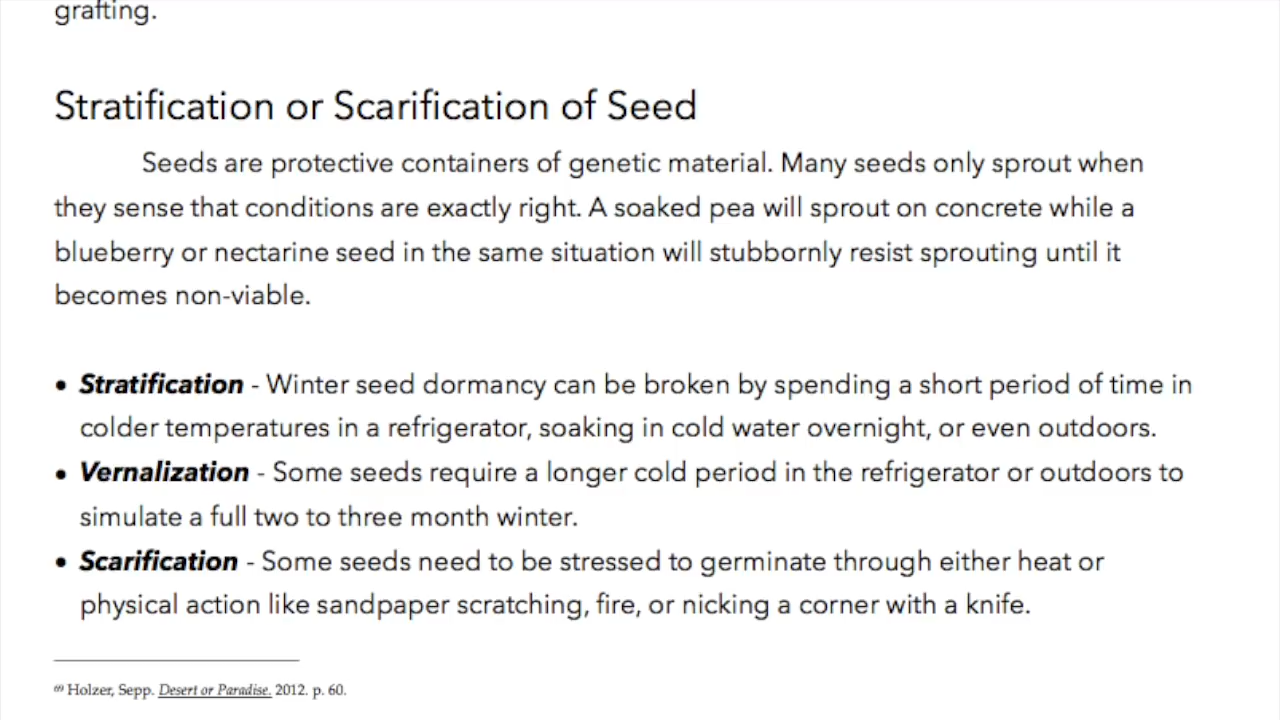 grafting.
Stratification or Scarification of Seed
Seeds are protective containers of genetic material. Many seeds only sprout when
they sense that conditions are exactly right. A soaked pea will sprout on concrete while a
blueberry or nectarine seed in the same situation will stubbornly resist sprouting until it
becomes non-viable.
• Stratification - Winter seed dormancy can be broken by spending a short period of time in
colder temperatures in a refrigerator, soaking in cold water overnight, or even outdoors.
• Vernalization - Some seeds require a longer cold period in the refrigerator or outdoors to
simulate a full two to three month winter.
• Scarification - Some seeds need to be stressed to germinate through either heat or
physical action like sandpaper scratching, fire, or nicking a corner with a knife.
Holzer, Sepp. Desert or Paradise. 2012. p. 60.